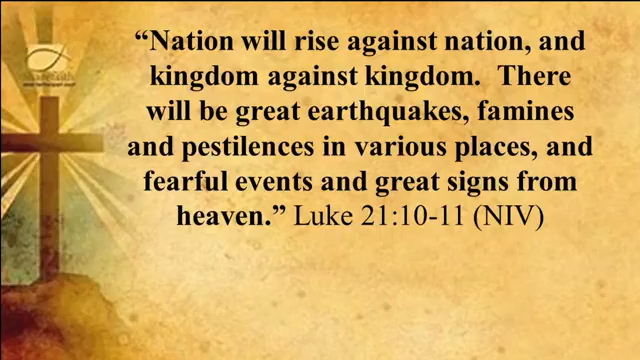 “Nation will rise against nation, and
kingdom against kingdom. There
will be great earthquakes, famines
and pestilences in various places, and
fearful events and great signs from
heaven.” Luke 21:10-11 (NIV)
sharefaith